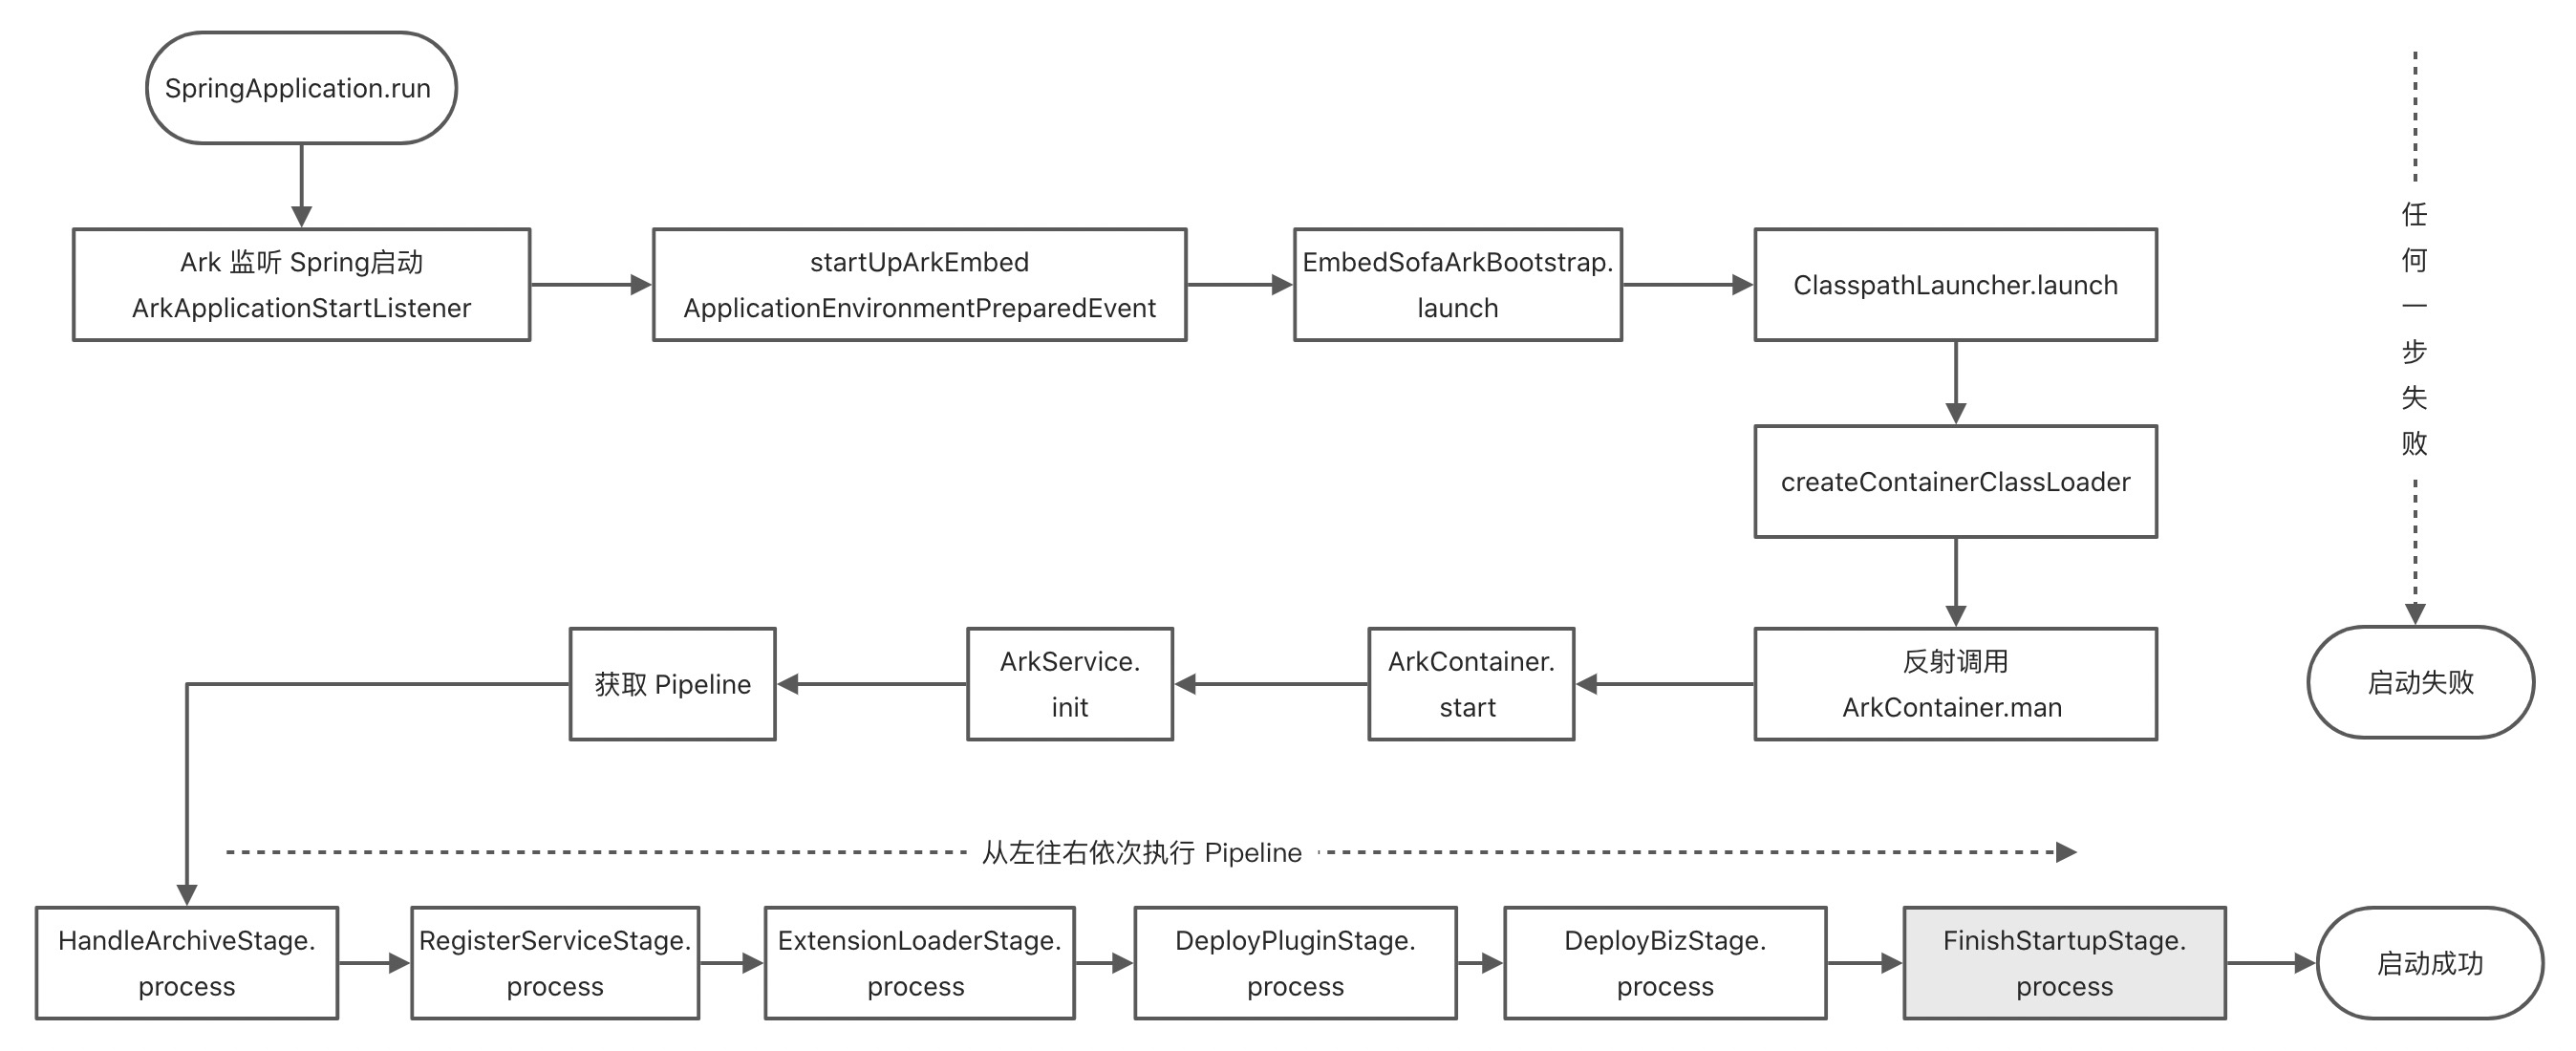 SpringApplication.run
Ark 监听 Spring启动
ArkApplicationStartListener
startUpArkEmbed
ApplicationEnvironmentPreparedEvent
EmbedSofaArkBootstrap.
launch
ClasspathLauncher.launch
createContainerClassLoader
反射调用
ArkContainer.man
ArkContainer.
start
ArkService.
init
获取 Pipeline
从左往右依次执行 Pipeline
HandleArchiveStage.
process
RegisterServiceStage.
process
ExtensionLoaderStage.
process
DeployPluginStage.
process
DeployBizStage.
process
FinishStartupStage.
process
启动成功
任
何
一
步
失
败
启动失败